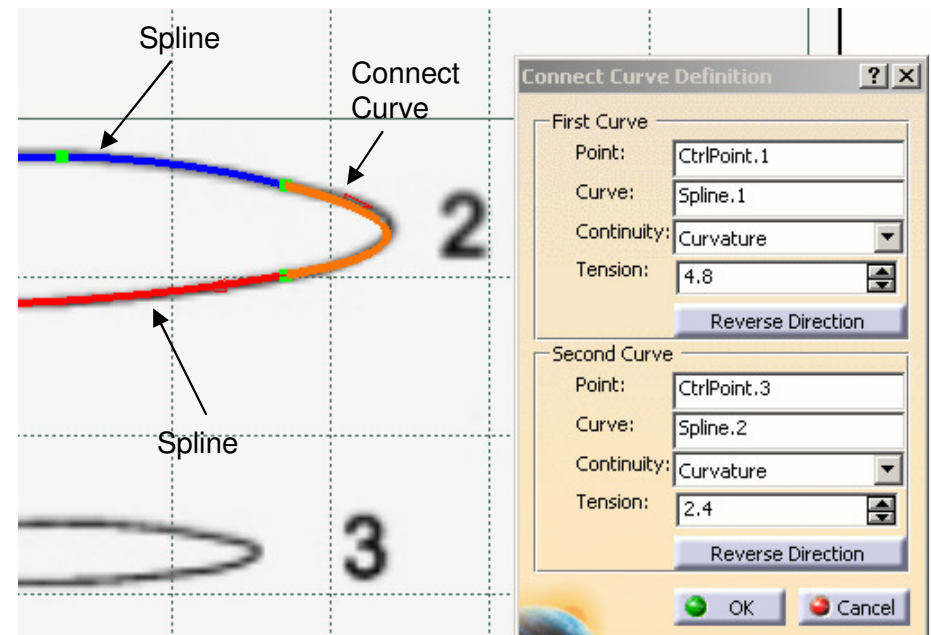 Spline
Connect
Curve
2
Spline
3
Connect Curve Definition
First Curve
Point: CtrlPoint.1
Curve: Spline.1
Continuity: Curvature
Tension: 4.8
Reverse Direction
Second Curve
Point: CtrlPoint.3
Curve: Spline.2
Continuity: Curvature
Tension: 2.4
Reverse Direction
OK Cancel